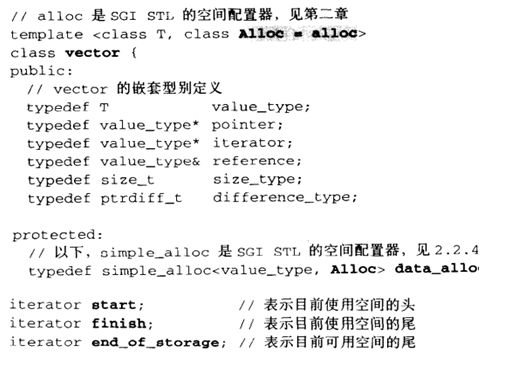 // alloc 是 SGI STL 的空间配置器，见第二章
template <class T, class Alloc = alloc>
class vector {
public:
// vector 的嵌套型别定义
typedef T value_type;
typedef value_type* pointer;
typedef value_type* iterator;
typedef value_type& reference;
typedef size_t size_type;
typedef ptrdiff_t difference_type;
protected:
// 以下，simple_alloc 是 SGI STL 的空间配置器，见 2.2.4
typedef simple_alloc<value_type, Alloc> data_alloc
iterator start; // 表示目前使用空间的头
iterator finish; // 表示目前使用空间的尾
iterator end_of_storage; // 表示目前可用空间的尾